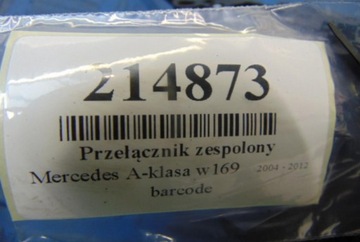 214873
Przełącznik zespolony
Mercedes A-klasa w169 2004 - 2012
barcode